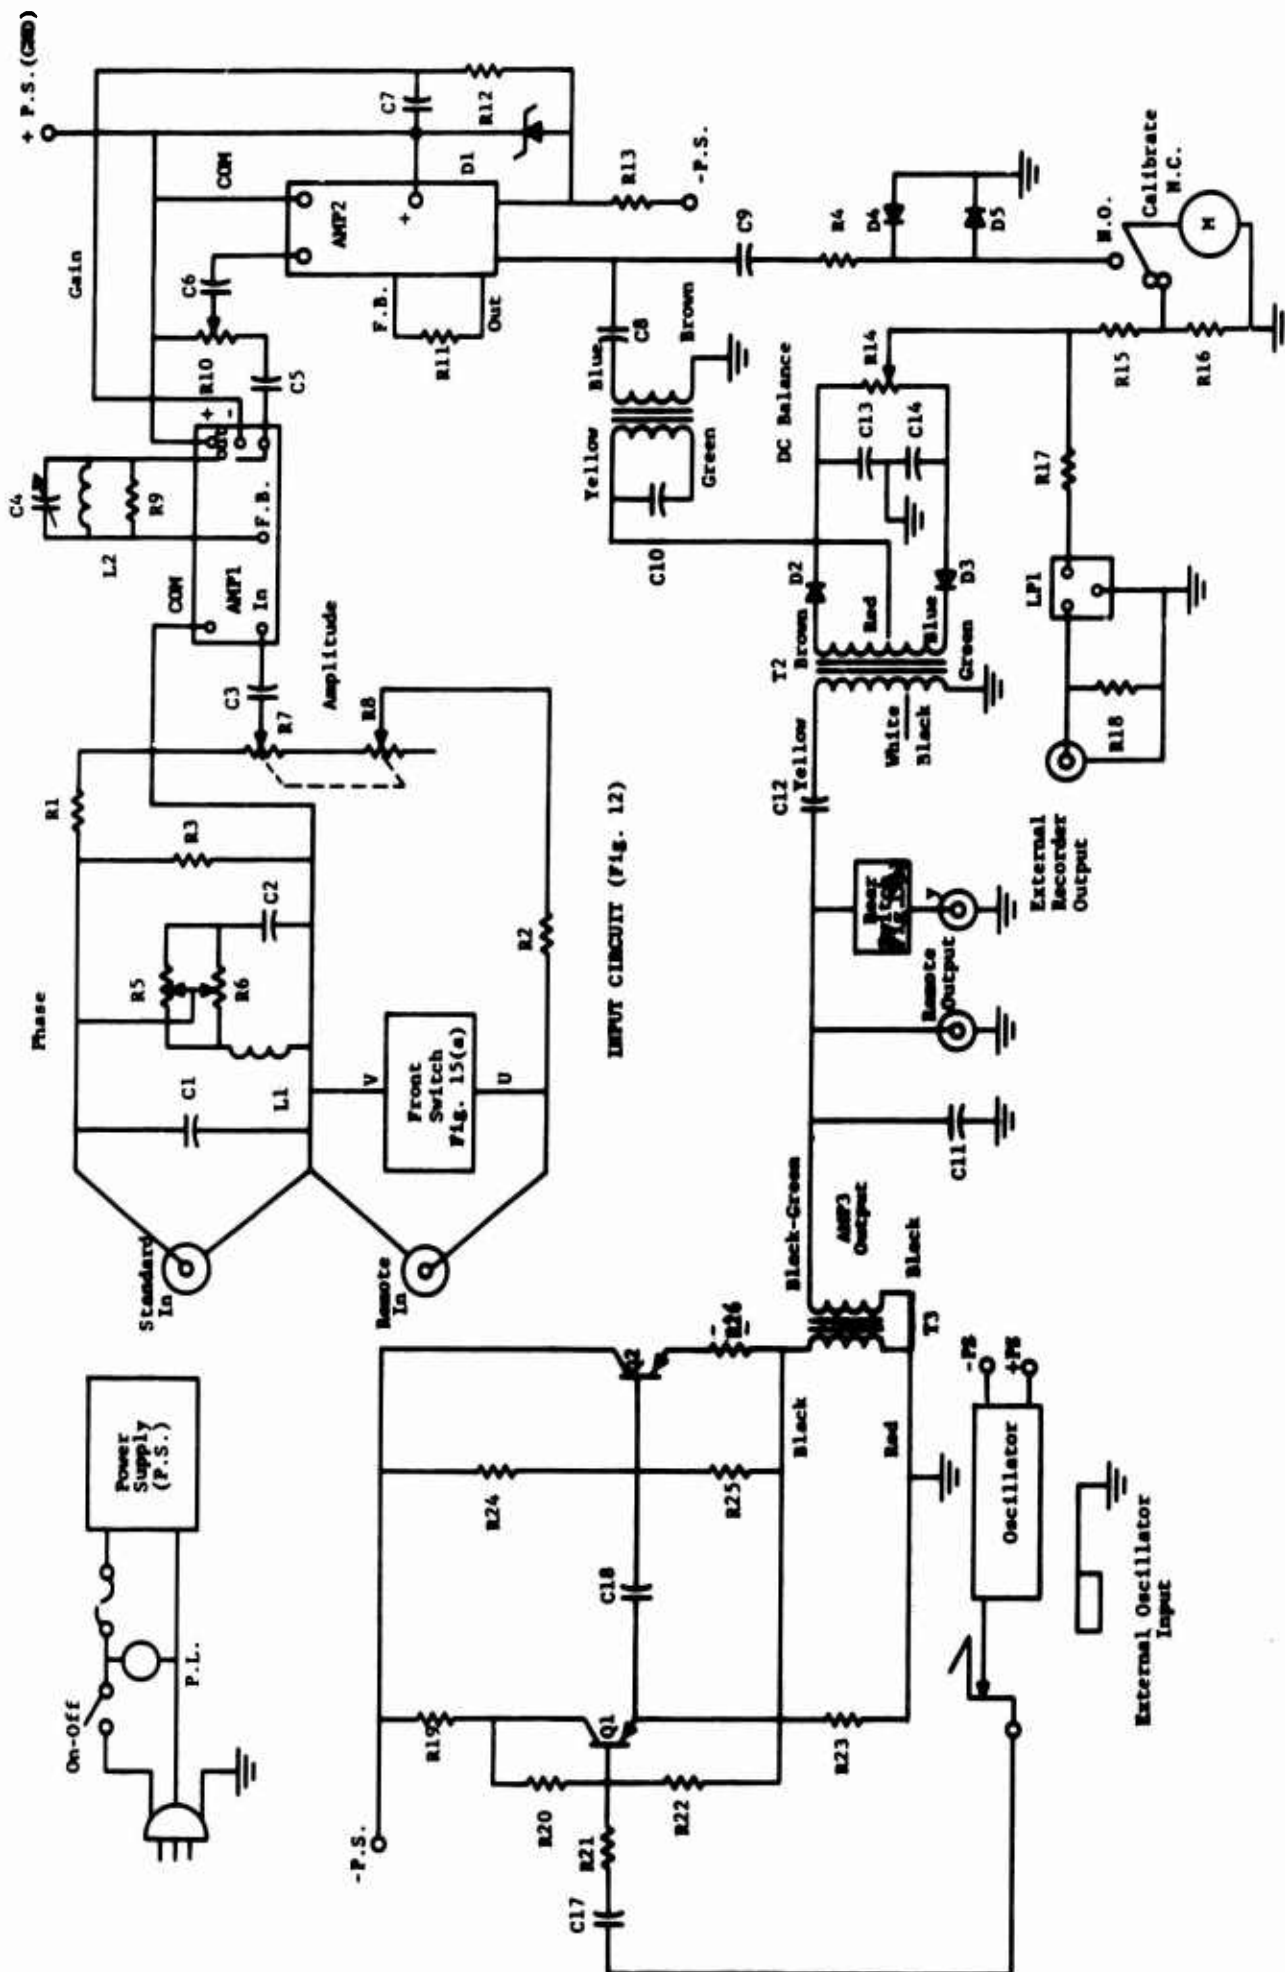 + P.S.(GND)
On-Off
P.L.
Power
Supply
(P.S.)
Standard
In
Remote
In
Phase
C1
L1
R5
R6
C2
R3
R1
V
Front
Switch
Fig. 15(a)
U
R2
Amplitude
R7
R8
C3
COM
AMP1
In
F.B.
Out
+
-
C4
L2
R9
R10
C5
C6
Gain
COM
AMP2
+
F.B.
Out
R11
D1
C7
R12
R13
-P.S.
INPUT CIRCUIT (Fig. 12)
Yellow
Blue
C8
Brown
Green
C10
C9
R4
D4
D5
N.O.
Calibrate
N.C.
M
DC Balance
R14
C13
C14
R15
R16
R17
LP1
R18
External
Recorder
Output
T2
Brown
D2
Red
Blue
D3
Green
Yellow
White
Black
C12
Rear
Switch
y
Remote
Output
C11
Black-Green
AMP3
Output
Black
T3
-P.S.
R19
R20
R21
R22
R23
C17
Q1
C18
R24
R25
Q2
R26
Black
Red
-PS
+PS
Oscillator
External Oscillator
Input